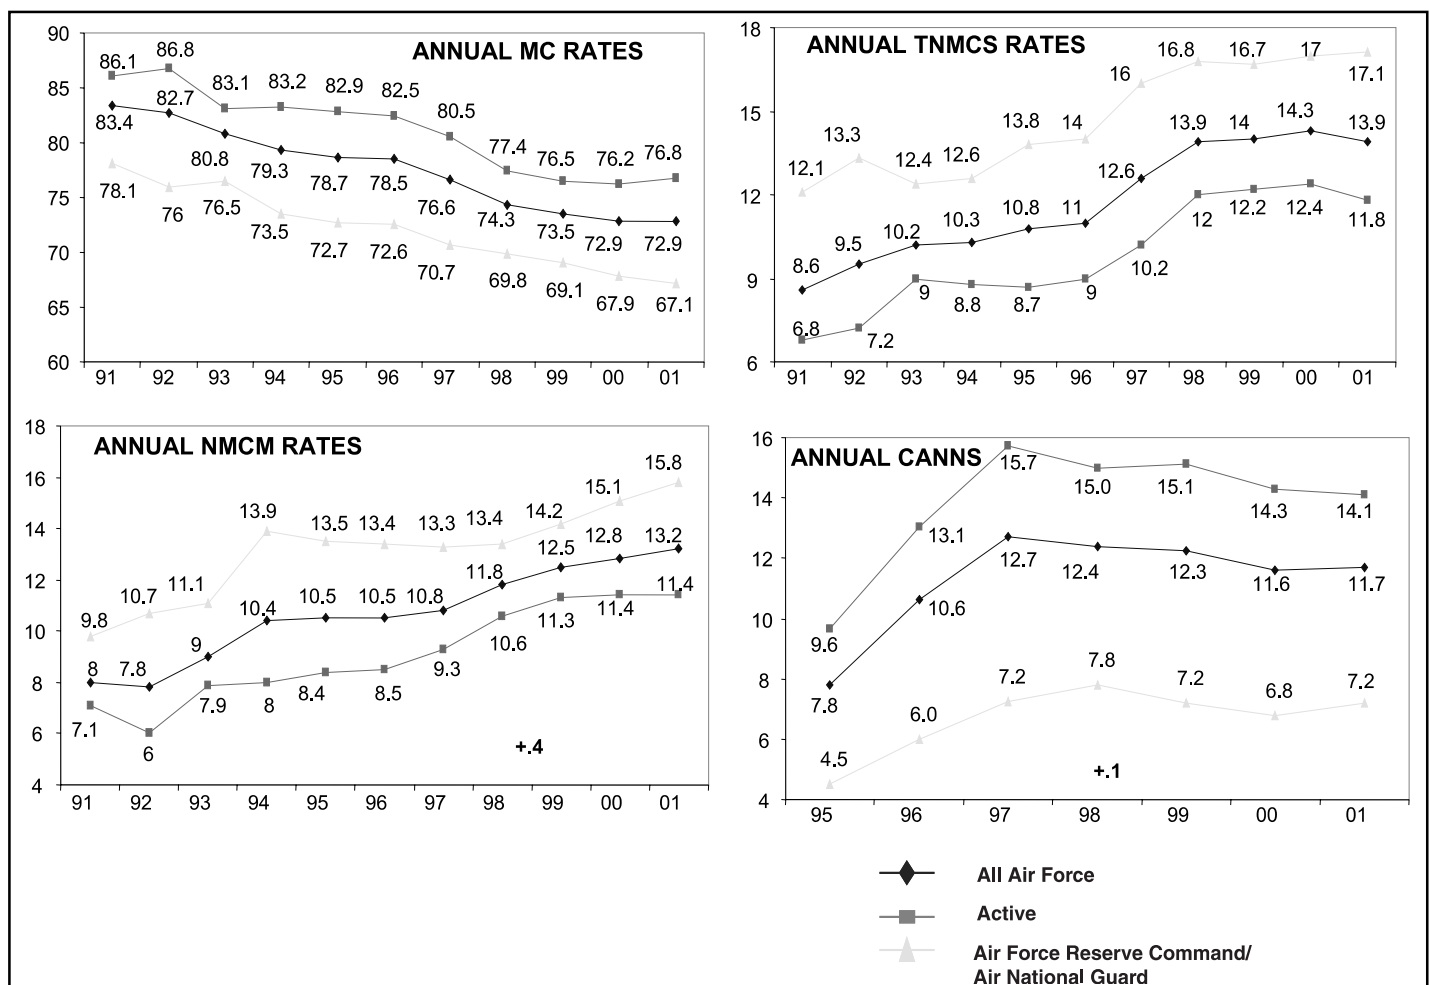 ANNUAL MC RATES
90
85
80
75
70
65
60
86.1 86.8 83.1 83.2 82.9 82.5 80.5 77.4 76.5 76.2 76.8
83.4 82.7 80.8 79.3 78.7 78.5 76.6 74.3 73.5 72.9 72.9
78.1 76 76.5 73.5 72.7 72.6 70.7 69.8 69.1 67.9 67.1
91 92 93 94 95 96 97 98 99 00 01
ANNUAL TNMCS RATES
18
15
12
9
6
12.1 13.3 12.4 12.6 13.8 14 16 16.8 16.7 17 17.1
8.6 9.5 10.2 10.3 10.8 11 12.6 13.9 14 14.3 13.9
6.8 7.2 9 8.8 8.7 9 10.2 12 12.2 12.4 11.8
91 92 93 94 95 96 97 98 99 00 01
ANNUAL NMCM RATES
18
16
14
12
10
8
6
4
9.8 10.7 11.1 13.9 13.5 13.4 13.3 13.4 14.2 15.1 15.8
8 7.8 9 10.4 10.5 10.5 10.8 11.8 12.5 12.8 13.2
7.1 6 7.9 8 8.4 8.5 9.3 10.6 11.3 11.4 11.4
+.4
91 92 93 94 95 96 97 98 99 00 01
ANNUAL CANNS
16
14
12
10
8
6
4
9.6 13.1 15.7 15.0 15.1 14.3 14.1
7.8 10.6 12.7 12.4 12.3 11.6 11.7
4.5 6.0 7.2 7.8 7.2 6.8 7.2
+.1
95 96 97 98 99 00 01
All Air Force
Active
Air Force Reserve Command/
Air National Guard